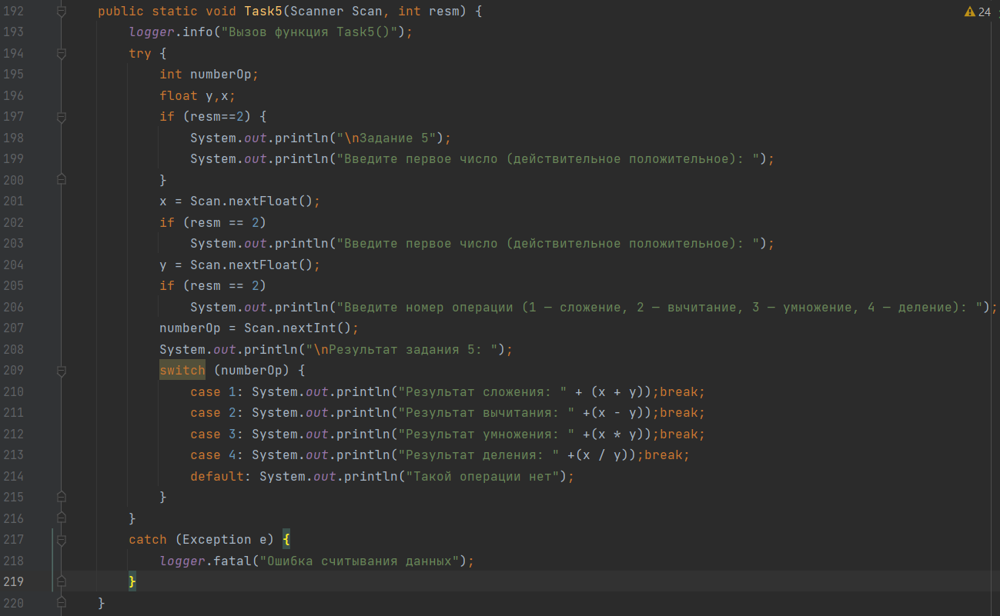 24
192 public static void Task5(Scanner Scan, int resm) {
193 logger.info("Вызов функция Task5()");
194 try {
195 int numberOp;
196 float y,x;
197 if (resm==2) {
198 System.out.println("\nЗадание 5");
199 System.out.println("Введите первое число (действительное положительное): ");
200 }
201 x = Scan.nextFloat();
202 if (resm == 2)
203 System.out.println("Введите первое число (действительное положительное): ");
204 y = Scan.nextFloat();
205 if (resm == 2)
206 System.out.println("Введите номер операции (1 — сложение, 2 — вычитание, 3 — умножение, 4 — деление): ");
207 numberOp = Scan.nextInt();
208 System.out.println("\nРезультат задания 5: ");
209 switch (numberOp) {
210 case 1: System.out.println("Результат сложения: " + (x + y));break;
211 case 2: System.out.println("Результат вычитания: " +(x - y));break;
212 case 3: System.out.println("Результат умножения: " +(x * y));break;
213 case 4: System.out.println("Результат деления: " +(x / y));break;
214 default: System.out.println("Такой операции нет");
215 }
216 }
217 catch (Exception e) {
218 logger.fatal("Ошибка считывания данных");
219 }
220 }